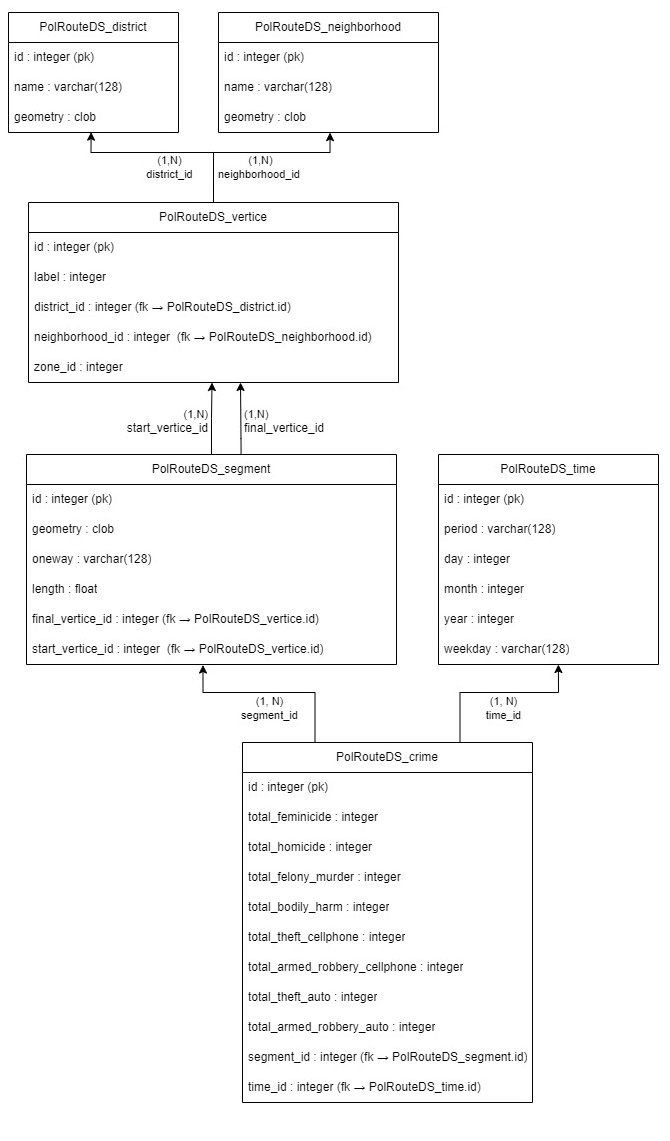 PolRouteDS_district
id : integer (pk)
name : varchar(128)
geometry : clob
PolRouteDS_neighborhood
id : integer (pk)
name : varchar(128)
geometry : clob
(1,N)
district_id
(1,N)
neighborhood_id
PolRouteDS_vertice
id : integer (pk)
label : integer
district_id : integer (fk → PolRouteDS_district.id)
neighborhood_id : integer  (fk → PolRouteDS_neighborhood.id)
zone_id : integer
(1,N)
start_vertice_id
(1,N)
final_vertice_id
PolRouteDS_segment
id : integer (pk)
geometry : clob
oneway : varchar(128)
length : float
final_vertice_id : integer (fk → PolRouteDS_vertice.id)
start_vertice_id : integer  (fk → PolRouteDS_vertice.id)
PolRouteDS_time
id : integer (pk)
period : varchar(128)
day : integer
month : integer
year : integer
weekday : varchar(128)
(1, N)
segment_id
(1, N)
time_id
PolRouteDS_crime
id : integer (pk)
total_feminicide : integer
total_homicide : integer
total_felony_murder : integer
total_bodily_harm : integer
total_theft_cellphone : integer
total_armed_robbery_cellphone : integer
total_theft_auto : integer
total_armed_robbery_auto : integer
segment_id : integer (fk → PolRouteDS_segment.id)
time_id : integer (fk → PolRouteDS_time.id)